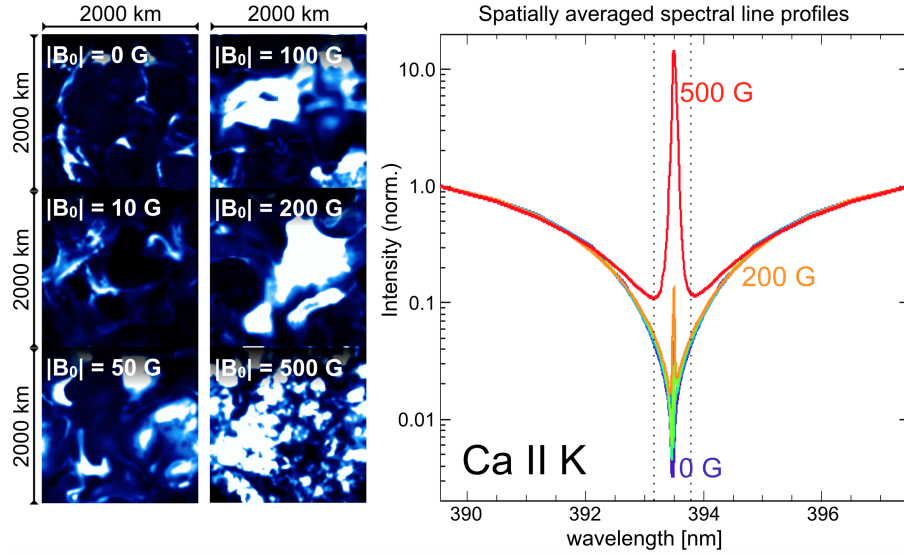 2000 km
2000 km
Spatially averaged spectral line profiles
2000 km
|B₀| = 0 G
|B₀| = 100 G
2000 km
|B₀| = 10 G
|B₀| = 200 G
2000 km
|B₀| = 50 G
|B₀| = 500 G
Intensity (norm.)
10.0
1.0
0.1
0.01
500 G
200 G
0 G
Ca II K
390
392
394
396
wavelength [nm]